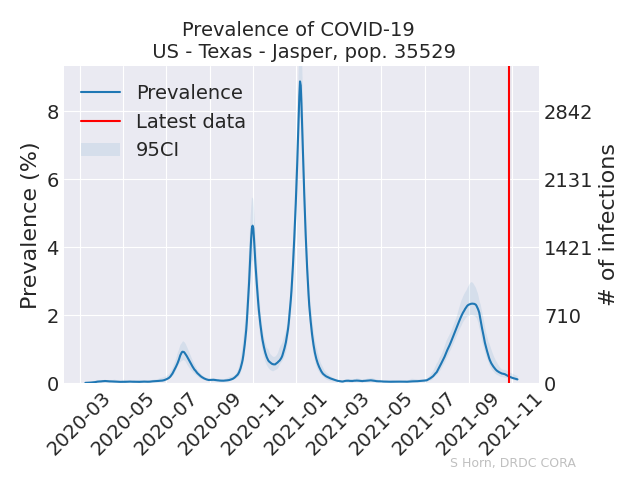 Prevalence of COVID-19
US - Texas - Jasper, pop. 35529
Prevalence
Latest data
95CI
Prevalence (%)
8
6
4
2
0
2842
2131
1421
710
0
# of infections
2020-03
2020-05
2020-07
2020-09
2020-11
2021-01
2021-03
2021-05
2021-07
2021-09
2021-11
S Horn, DRDC CORA